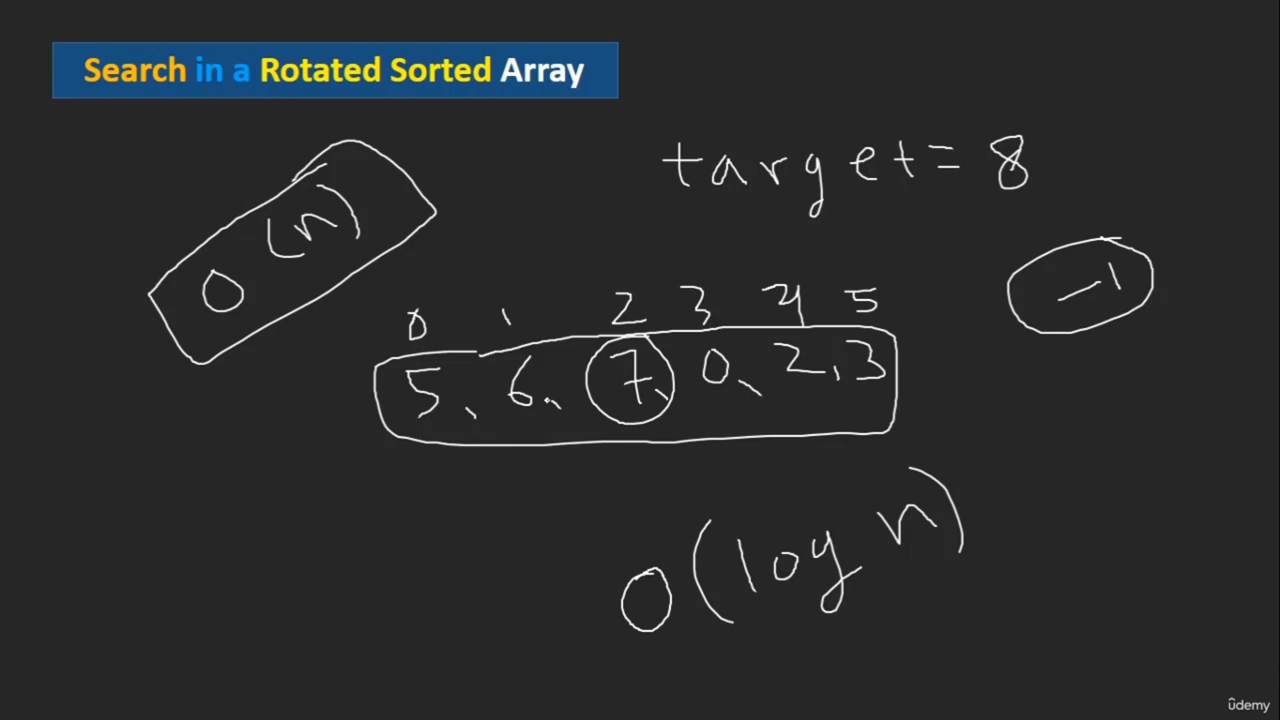 Search in a Rotated Sorted Array
target = 8
O(n)
-1
0 1 2 3 4 5
5, 6, 7, 0, 2, 3
O(log n)
ûdemy